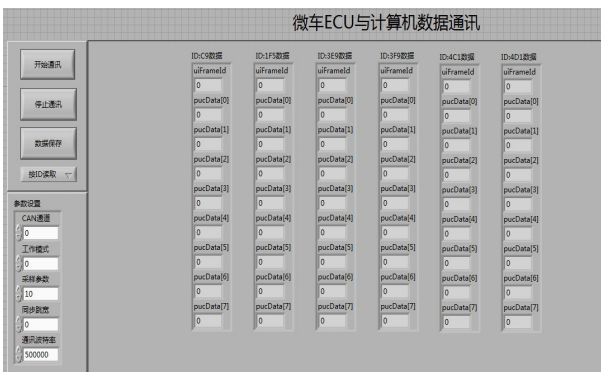 微车ECU与计算机数据通讯
开始通讯
停止通讯
数据保存
按ID读取
参数设置
CAN通道
0
工作模式
0
采样参数
10
同步跳宽
0
通讯波特率
500000
ID:C9数据 ID:1F5数据 ID:3E9数据 ID:3F9数据 ID:4C1数据 ID:4D1数据
uiFrameId uiFrameId uiFrameId uiFrameId uiFrameId uiFrameId
0 0 0 0 0 0
pucData[0] pucData[0] pucData[0] pucData[0] pucData[0] pucData[0]
0 0 0 0 0 0
pucData[1] pucData[1] pucData[1] pucData[1] pucData[1] pucData[1]
0 0 0 0 0 0
pucData[2] pucData[2] pucData[2] pucData[2] pucData[2] pucData[2]
0 0 0 0 0 0
pucData[3] pucData[3] pucData[3] pucData[3] pucData[3] pucData[3]
0 0 0 0 0 0
pucData[4] pucData[4] pucData[4] pucData[4] pucData[4] pucData[4]
0 0 0 0 0 0
pucData[5] pucData[5] pucData[5] pucData[5] pucData[5] pucData[5]
0 0 0 0 0 0
pucData[6] pucData[6] pucData[6] pucData[6] pucData[6] pucData[6]
0 0 0 0 0 0
pucData[7] pucData[7] pucData[7] pucData[7] pucData[7] pucData[7]
0 0 0 0 0 0